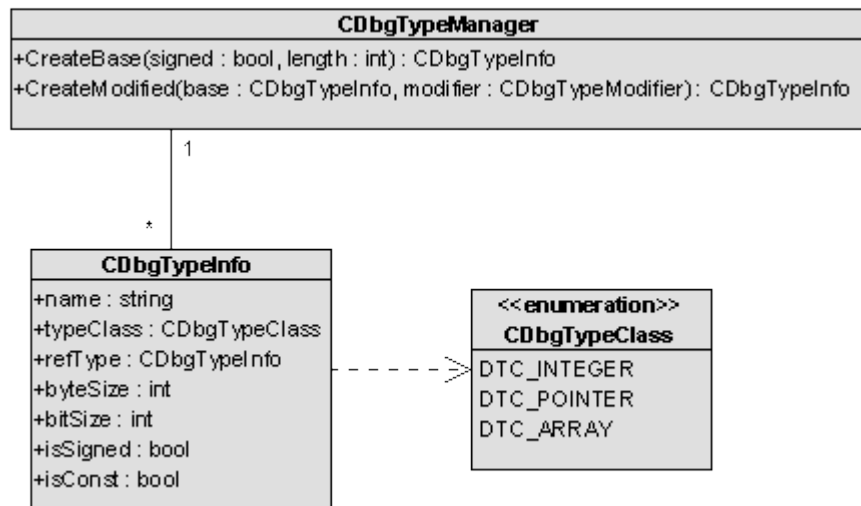 CDbgTypeManager
+CreateBase(signed : bool, length : int) : CDbgTypeInfo
+CreateModified(base : CDbgTypeInfo, modifier : CDbgTypeModifier) : CDbgTypeInfo
1
*
CDbgTypeInfo
+name : string
+typeClass : CDbgTypeClass
+refType : CDbgTypeInfo
+byteSize : int
+bitSize : int
+isSigned : bool
+isConst : bool
<<enumeration>>
CDbgTypeClass
DTC_INTEGER
DTC_POINTER
DTC_ARRAY